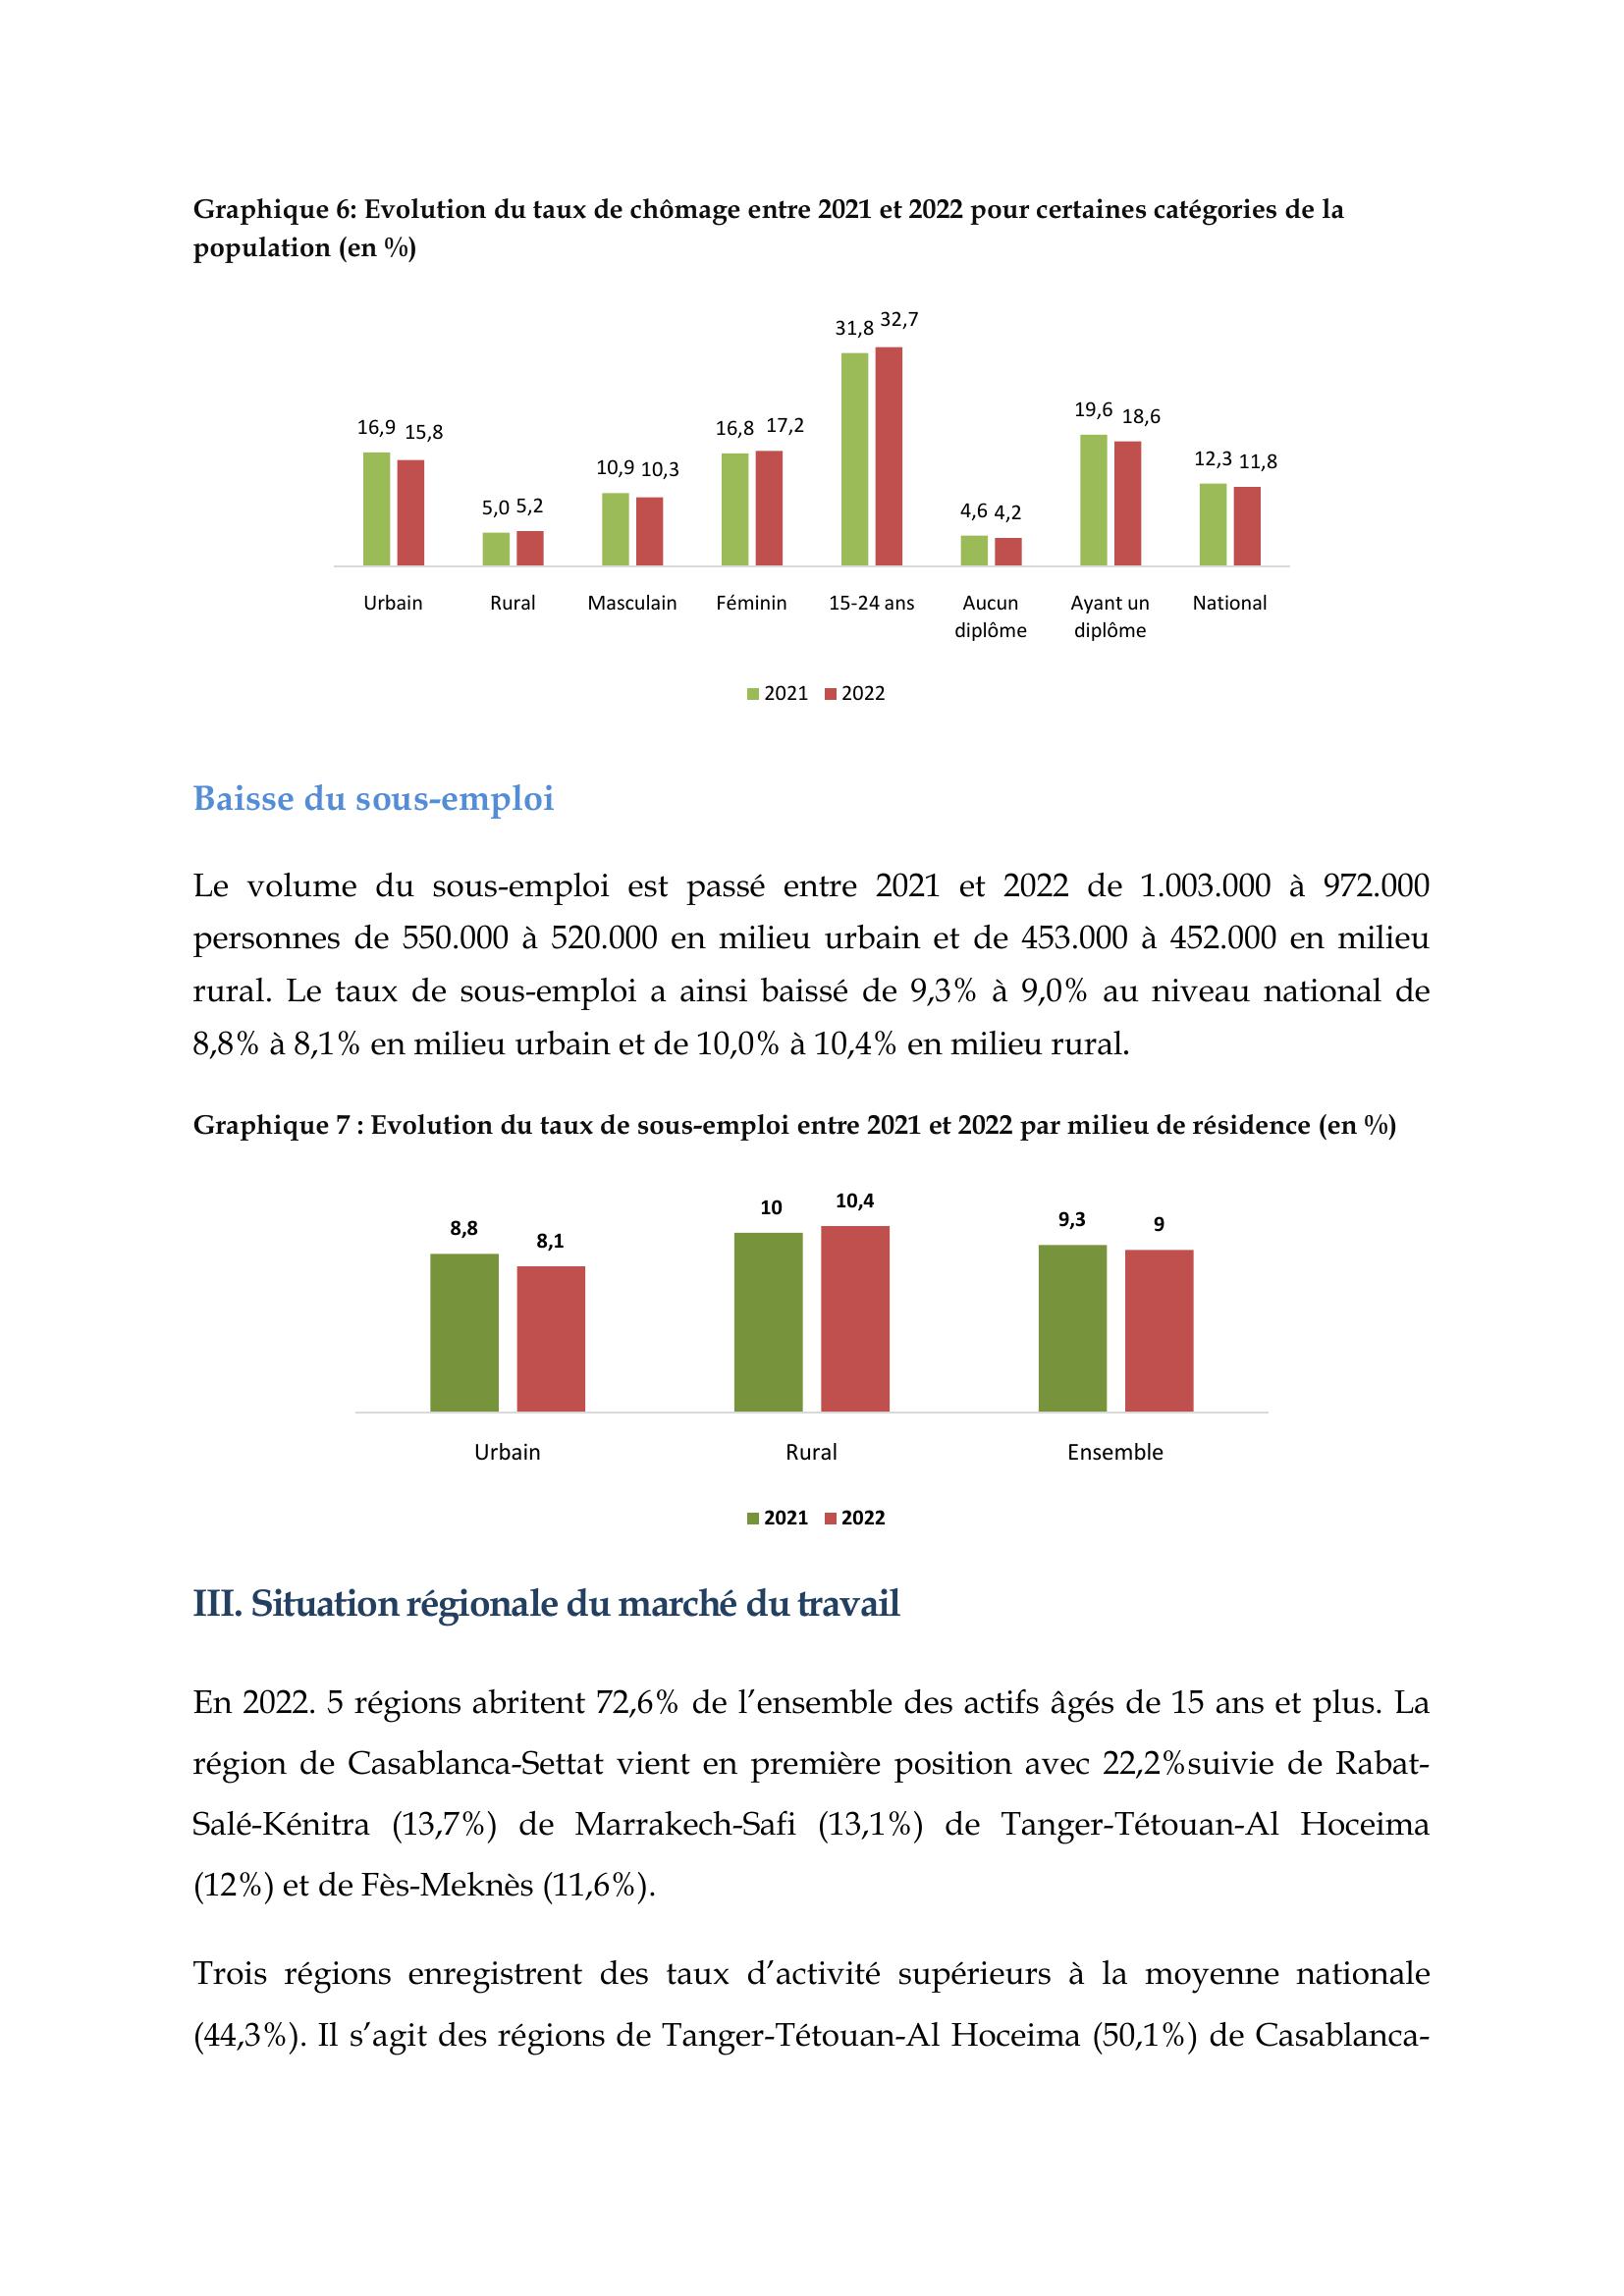 Graphique 6: Evolution du taux de chômage entre 2021 et 2022 pour certaines catégories de la
population (en %)
31,8 32,7
19,6 18,6
16,9 15,8
16,8 17,2
12,3 11,8
10,9 10,3
5,0 5,2
4,6 4,2
Urbain Rural Masculain Féminin 15-24 ans Aucun diplôme Ayant un diplôme National
2021 2022
Baisse du sous-emploi
Le volume du sous-emploi est passé entre 2021 et 2022 de 1.003.000 à 972.000
personnes de 550.000 à 520.000 en milieu urbain et de 453.000 à 452.000 en milieu
rural. Le taux de sous-emploi a ainsi baissé de 9,3% à 9,0% au niveau national de
8,8% à 8,1% en milieu urbain et de 10,0% à 10,4% en milieu rural.
Graphique 7 : Evolution du taux de sous-emploi entre 2021 et 2022 par milieu de résidence (en %)
8,8 8,1 10 10,4 9,3 9
Urbain Rural Ensemble
2021 2022
III. Situation régionale du marché du travail
En 2022. 5 régions abritent 72,6% de l’ensemble des actifs âgés de 15 ans et plus. La
région de Casablanca-Settat vient en première position avec 22,2%suivie de Rabat-
Salé-Kénitra (13,7%) de Marrakech-Safi (13,1%) de Tanger-Tétouan-Al Hoceima
(12%) et de Fès-Meknès (11,6%).
Trois régions enregistrent des taux d’activité supérieurs à la moyenne nationale
(44,3%). Il s’agit des régions de Tanger-Tétouan-Al Hoceima (50,1%) de Casablanca-